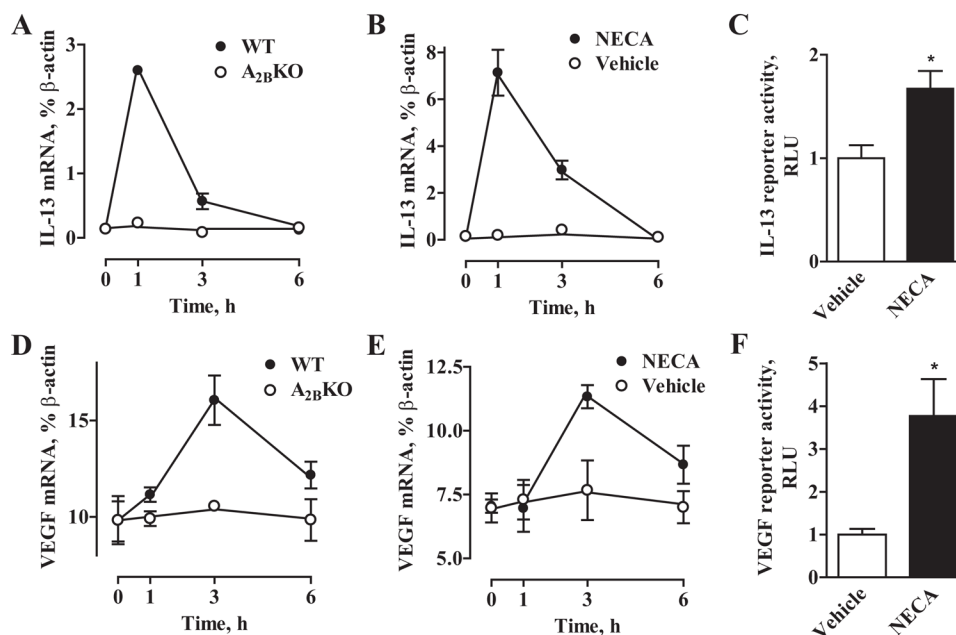 A
IL-13 mRNA, % β-actin
3
2
1
0
WT
A2BKO
0 1 3 6
Time, h
B
IL-13 mRNA, % β-actin
8
6
4
2
0
NECA
Vehicle
0 1 3 6
Time, h
C
IL-13 reporter activity,
RLU
2
1
0
*
Vehicle
NECA
D
VEGF mRNA, % β-actin
15
10
WT
A2BKO
0 1 3 6
Time, h
E
VEGF mRNA, % β-actin
12.5
10.0
7.5
5.0
NECA
Vehicle
0 1 3 6
Time, h
F
VEGF reporter activity,
RLU
5
4
3
2
1
0
*
Vehicle
NECA